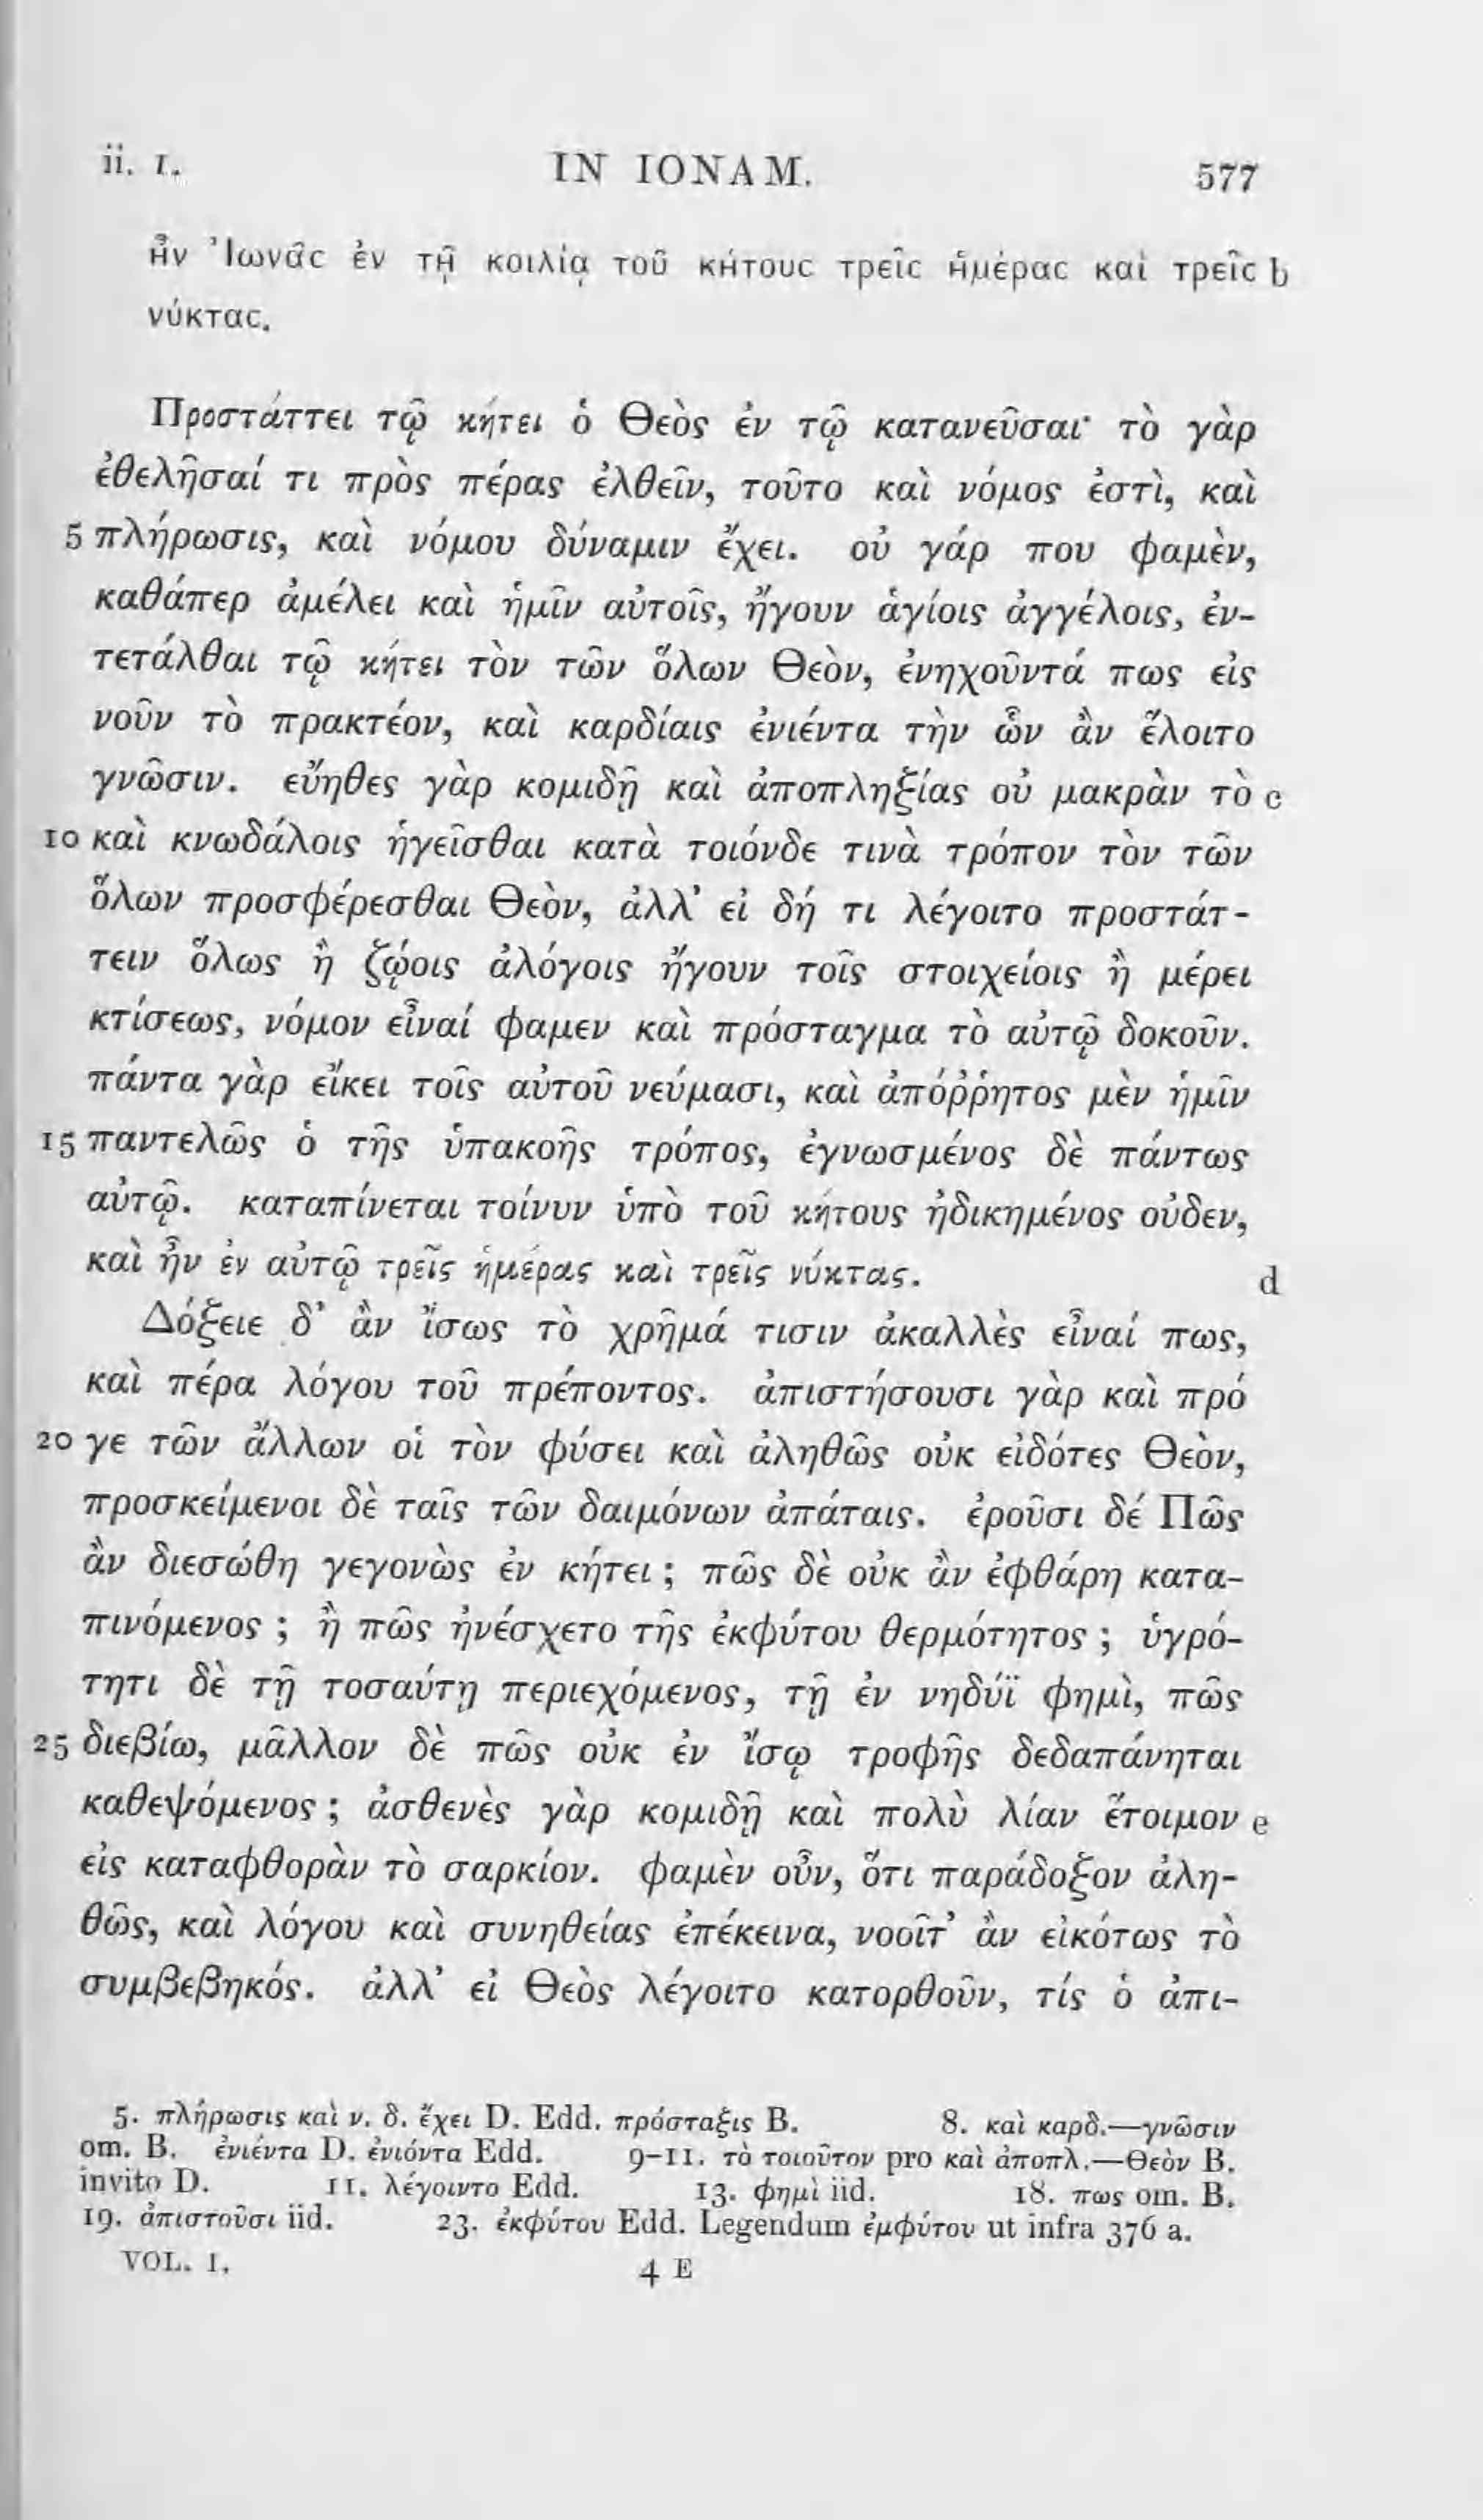 ii. 1. IN IONAM. 577
ἦν Ἰωνᾶς ἐν τῇ κοιλίᾳ τοῦ κήτους τρεῖς ἡμέρας καὶ τρεῖς b
νύκτας.
Προστάττει τῷ κήτει ὁ Θεὸς ἐν τῷ κατανεῦσαι· τὸ γὰρ
ἐθελῆσαί τι πρὸς πέρας ἐλθεῖν, τοῦτο καὶ νόμος ἐστὶ, καὶ
5 πλήρωσις, καὶ νόμου δύναμιν ἔχει. οὐ γάρ που φαμὲν,
καθάπερ ἀμέλει καὶ ἡμῖν αὐτοῖς, ἤγουν ἁγίοις ἀγγέλοις, ἐν-
τετάλθαι τῷ κήτει τὸν τῶν ὅλων Θεὸν, ἐνηχοῦντά πως εἰς
νοῦν τὸ πρακτέον, καὶ καρδίαις ἐνιέντα τὴν ὧν ἂν ἕλοιτο
γνῶσιν. εὔηθες γὰρ κομιδῇ καὶ ἀποπληξίας οὐ μακρὰν τὸ c
10 καὶ κνωδάλοις ἡγεῖσθαι κατὰ τοιόνδε τινὰ τρόπον τὸν τῶν
ὅλων προσφέρεσθαι Θεὸν, ἀλλ’ εἰ δή τι λέγοιτο προστάτ-
τειν ὅλως ἢ ζῴοις ἀλόγοις ἤγουν τοῖς στοιχείοις ἢ μέρει
κτίσεως, νόμον εἶναί φαμεν καὶ πρόσταγμα τὸ αὐτῷ δοκοῦν.
πάντα γὰρ εἴκει τοῖς αὐτοῦ νεύμασι, καὶ ἀπόῤῥητος μὲν ἡμῖν
15 παντελῶς ὁ τῆς ὑπακοῆς τρόπος, ἐγνωσμένος δὲ πάντως
αὐτῷ. καταπίνεται τοίνυν ὑπὸ τοῦ κήτους ἠδικημένος οὐδεν,
καὶ ἦν ἐν αὐτῷ τρεῖς ἡμέρας καὶ τρεῖς νύκτας. d
Δόξειε δ’ ἂν ἴσως τὸ χρῆμά τισιν ἀκαλλὲς εἶναί πως,
καὶ πέρα λόγου τοῦ πρέποντος. ἀπιστήσουσι γὰρ καὶ πρό
20 γε τῶν ἄλλων οἱ τὸν φύσει καὶ ἀληθῶς οὐκ εἰδότες Θεὸν,
προσκείμενοι δὲ ταῖς τῶν δαιμόνων ἀπάταις. ἐροῦσι δέ Πῶς
ἂν διεσώθη γεγονὼς ἐν κήτει ; πῶς δὲ οὐκ ἂν ἐφθάρη κατα-
πινόμενος ; ἢ πῶς ἠνέσχετο τῆς ἐκφύτου θερμότητος ; ὑγρό-
τητι δὲ τῇ τοσαύτῃ περιεχόμενος, τῇ ἐν νηδύϊ φημὶ, πῶς
25 διεβίω, μᾶλλον δὲ πῶς οὐκ ἐν ἴσῳ τροφῆς δεδαπάνηται
καθεψόμενος ; ἀσθενὲς γὰρ κομιδῇ καὶ πολὺ λίαν ἕτοιμον e
εἰς καταφθορὰν τὸ σαρκίον. φαμὲν οὖν, ὅτι παράδοξον ἀλη-
θῶς, καὶ λόγου καὶ συνηθείας ἐπέκεινα, νοοῖτ’ ἂν εἰκότως τὸ
συμβεβηκός. ἀλλ’ εἰ Θεὸς λέγοιτο κατορθοῦν, τίς ὁ ἀπι-
5. πλήρωσις καὶ ν. δ. ἔχει D. Edd. πρόσταξις B. 8. καὶ καρδ.—γνῶσιν
om. B. ἐνιέντα D. ἐνιόντα Edd. 9–11. τὸ τοιοῦτον pro καὶ ἀποπλ.—Θεὸν B.
invito D. 11. λέγοιντο Edd. 13. φημὶ iid. 18. πως om. B.
19. ἀπιστοῦσι iid. 23. ἐκφύτου Edd. Legendum ἐμφύτου ut infra 376 a.
VOL. I. 4 E